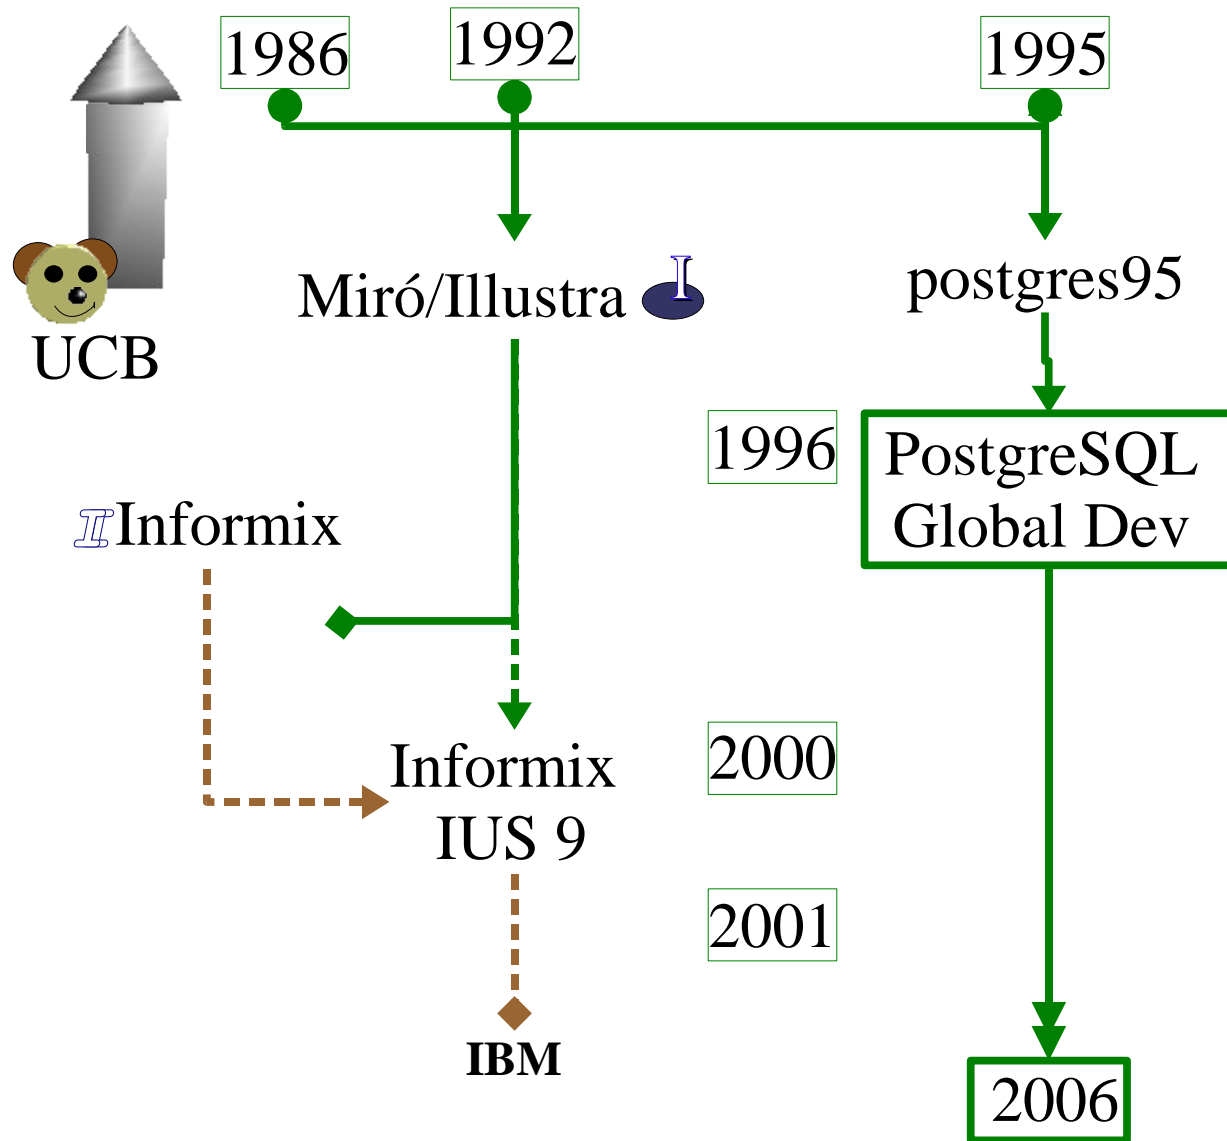 1986
1992
1995
Miró/Illustra I
postgres95
UCB
1996
PostgreSQL
Global Dev
I Informix
Informix
IUS 9
2000
2001
IBM
2006